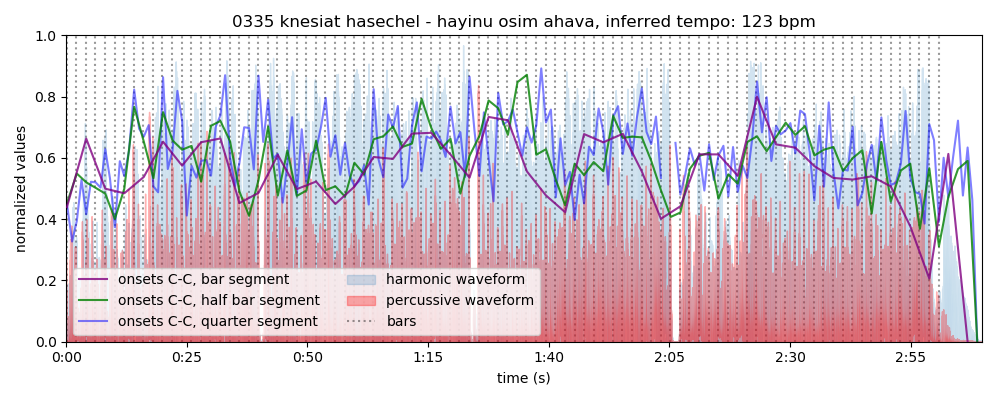 0335 knesiat hasechel - hayinu osim ahava, inferred tempo: 123 bpm
1.0
0.8
0.6
0.4
0.2
0.0
normalized values
onsets C-C, bar segment
onsets C-C, half bar segment
onsets C-C, quarter segment
harmonic waveform
percussive waveform
bars
0:00 0:25 0:50 1:15 1:40 2:05 2:30 2:55
time (s)